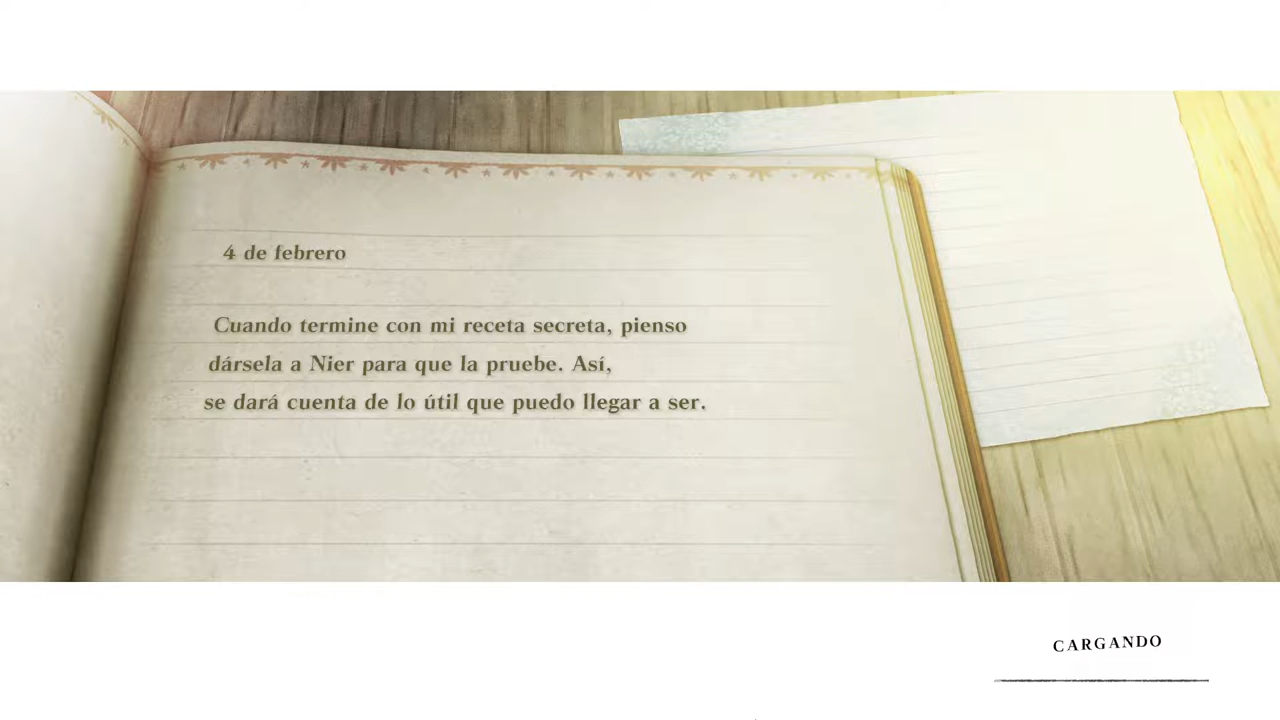 4 de febrero
Cuando termine con mi receta secreta, pienso
dársela a Nier para que la pruebe. Así,
se dará cuenta de lo útil que puedo llegar a ser.
CARGANDO